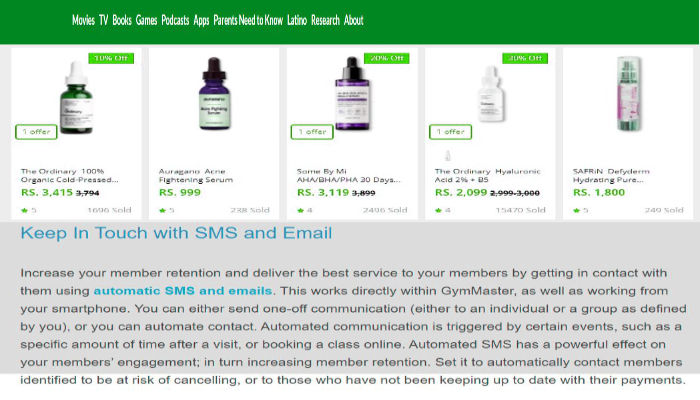 Movies TV Books Games Podcasts Apps Parents Need to Know Latino Research About
10% Off
20% Off
30% Off
1 offer
1 offer
1 offer
The Ordinary 100%
Organic Cold-Pressed...
Auragano Acne
Fightening Serum
Some By Mi
AHA/BHA/PHA 30 Days...
The Ordinary Hyaluronic
Acid 2% + B5
SAFRiN Defyderm
Hydrating Pure...
RS. 3,415 3,794
RS. 999
RS. 3,119 3,899
RS. 2,099 2,999-3,000
RS. 1,800
5 1696 Sold
5 238 Sold
4 2496 Sold
4 15470 Sold
5 249 Sold
Keep In Touch with SMS and Email
Increase your member retention and deliver the best service to your members by getting in contact with
them using automatic SMS and emails. This works directly within GymMaster, as well as working from
your smartphone. You can either send one-off communication (either to an individual or a group as defined
by you), or you can automate contact. Automated communication is triggered by certain events, such as a
specific amount of time after a visit, or booking a class online. Automated SMS has a powerful effect on
your members' engagement; in turn increasing member retention. Set it to automatically contact members
identified to be at risk of cancelling, or to those who have not been keeping up to date with their payments.